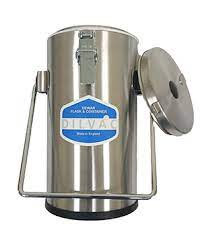 DEWAR
FLASK & CONTAINER
DILVAC
Made in England